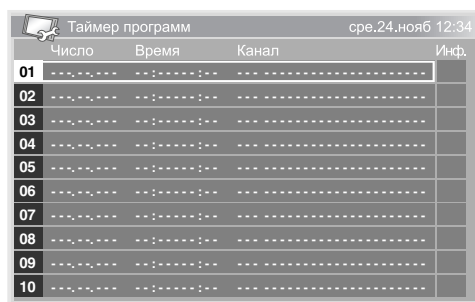 Таймер программ сре.24.нояб 12:34
Число Время Канал Инф.
01 ---.--.--- --:-----:-- --- -----------------------
02 ---.--.--- --:-----:-- --- -----------------------
03 ---.--.--- --:-----:-- --- -----------------------
04 ---.--.--- --:-----:-- --- -----------------------
05 ---.--.--- --:-----:-- --- -----------------------
06 ---.--.--- --:-----:-- --- -----------------------
07 ---.--.--- --:-----:-- --- -----------------------
08 ---.--.--- --:-----:-- --- -----------------------
09 ---.--.--- --:-----:-- --- -----------------------
10 ---.--.--- --:-----:-- --- -----------------------